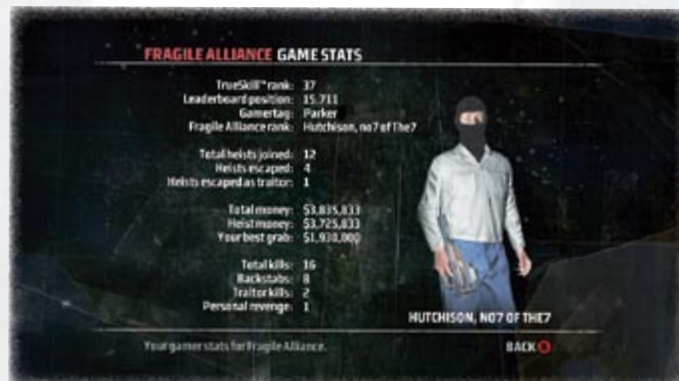 FRAGILE ALLIANCE GAME STATS
TrueSkill™ rank: 37
Leaderboard position: 15,711
Gamertag: Parker
Fragile Alliance rank: Hutchison, no7 of The7
Total heists joined: 12
Heists escaped: 4
Heists escaped as traitor: 1
Total money: $3,835,833
Heist money: $3,725,833
Your best grab: $1,930,000
Total kills: 16
Backstabs: 8
Traitor kills: 2
Personal revenge: 1
HUTCHISON, NO7 OF THE7
Your gamer stats for Fragile Alliance.
BACK